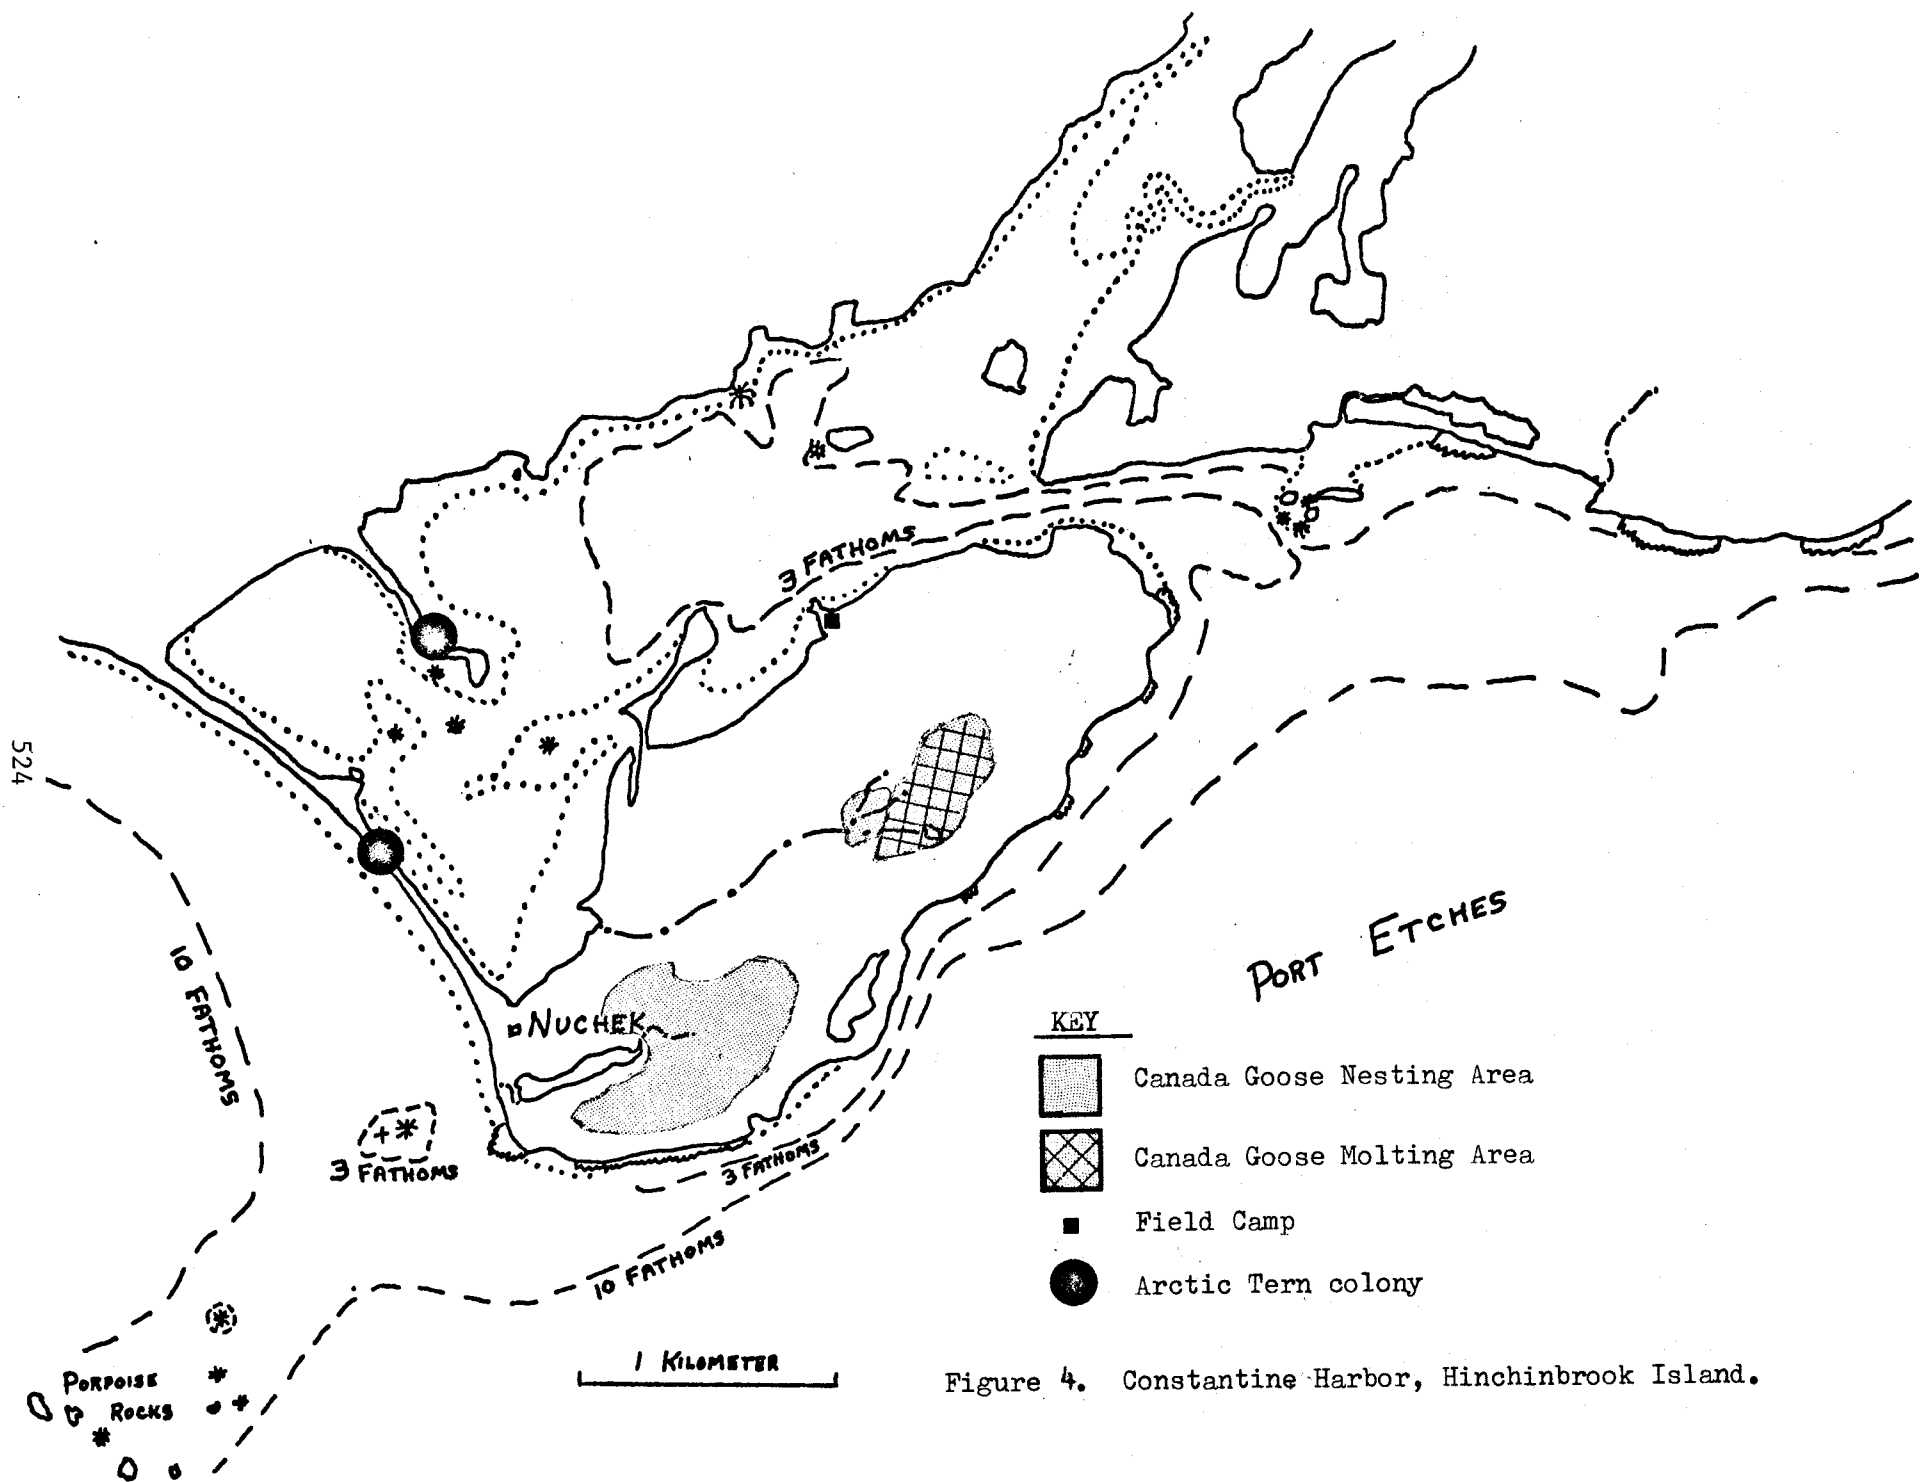 3 FATHOMS
524
10 FATHOMS
NUCHEK
3 FATHOMS
3 FATHOMS
10 FATHOMS
PORT ETCHES
KEY
Canada Goose Nesting Area
Canada Goose Molting Area
Field Camp
Arctic Tern colony
1 KILOMETER
PORPOISE
ROCKS
Figure 4. Constantine Harbor, Hinchinbrook Island.